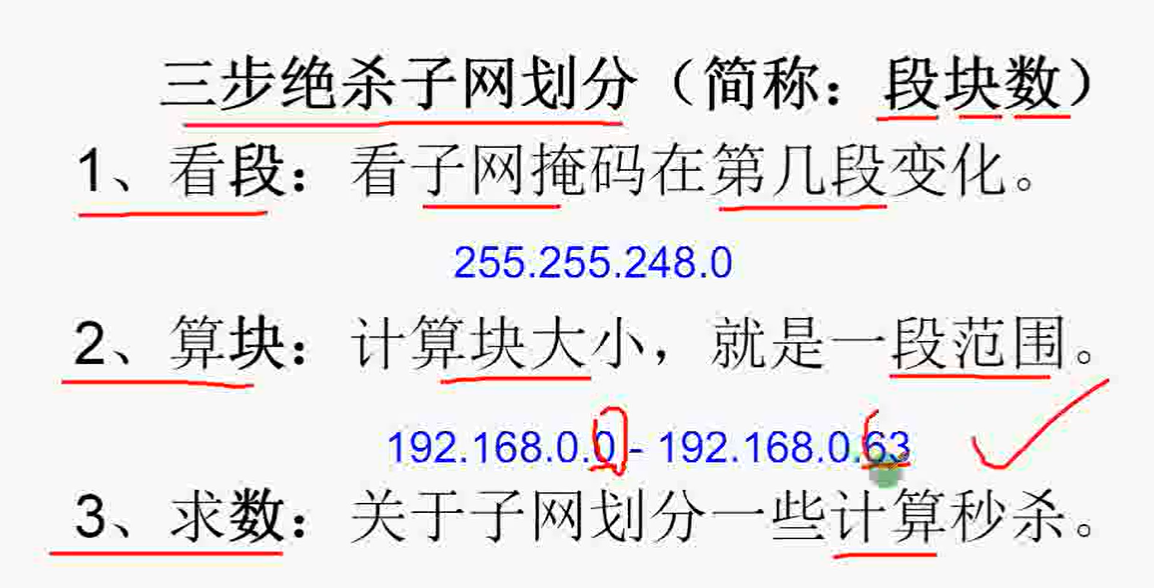 三步绝杀子网划分（简称：段块数）
1、看段：看子网掩码在第几段变化。
255.255.248.0
2、算块：计算块大小，就是一段范围。
192.168.0.0 - 192.168.0.63
3、求数：关于子网划分一些计算秒杀。